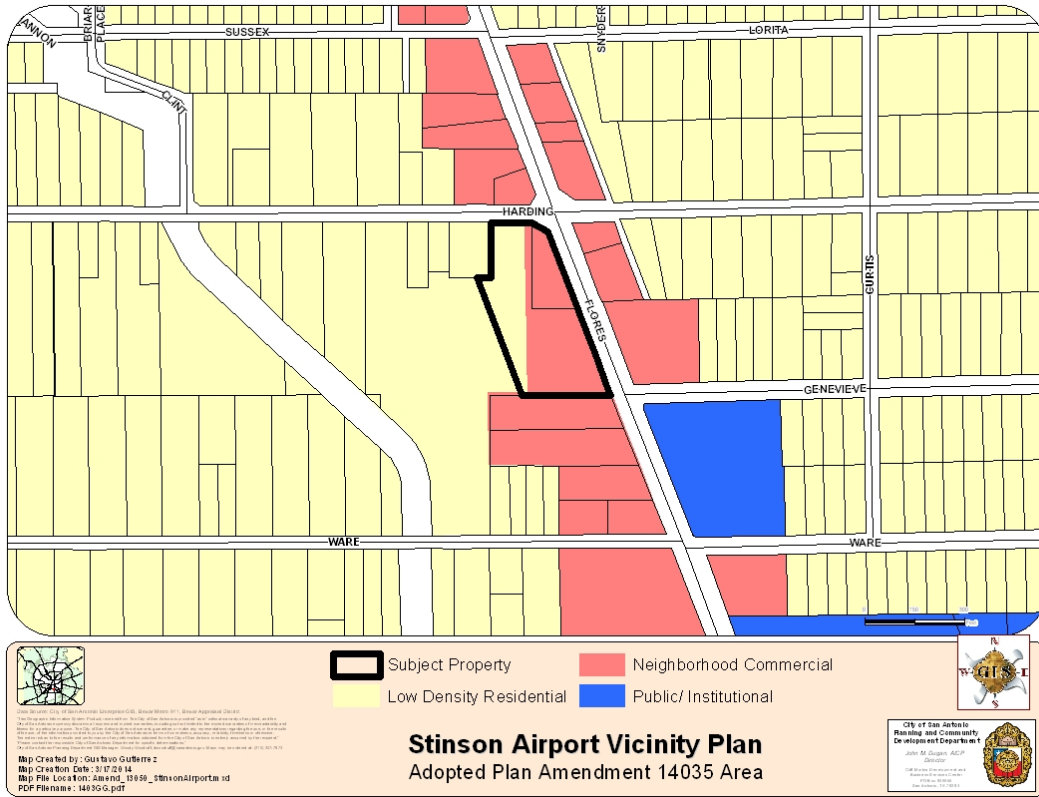 ANNON
BRIAR
PLACE
SUSSEX
SNYDER
LORITA
CLINT
HARDING
FLORES
CURTIS
GENEVIEVE
WARE
WARE
Subject Property
Neighborhood Commercial
Low Density Residential
Public/ Institutional
Stinson Airport Vicinity Plan
Adopted Plan Amendment 14035 Area
Map Created by: Gustavo Gutierrez
Map Creation Date: 3/17/2014
Map File Location: Amend_13050_StinsonAirport.mxd
PDF Filename: 1403GG.pdf
N
W
GIS
E
S
City of San Antonio
Planning and Community
Development Department